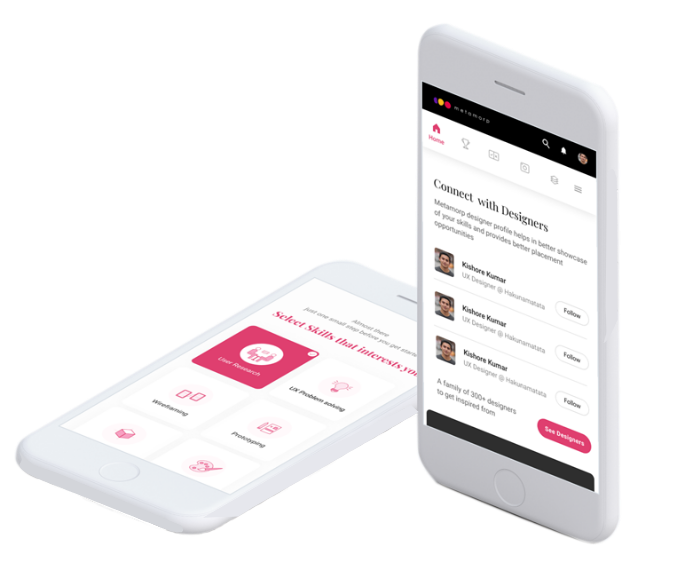 metamorp
Home
Connect with Designers
Metamorp designer profile helps in better showcase
of your skills and provides better placement
opportunities
Kishore Kumar
UX Designer @ Hakunamatata
Follow
Kishore Kumar
UX Designer @ Hakunamatata
Follow
Kishore Kumar
UX Designer @ Hakunamatata
Follow
A family of 300+ designers
to get inspired from
See Designers
Almost there
Just one small step before you get
Select Skills that interests you
User Research
UX Problem solving
Wireframing
Prototyping